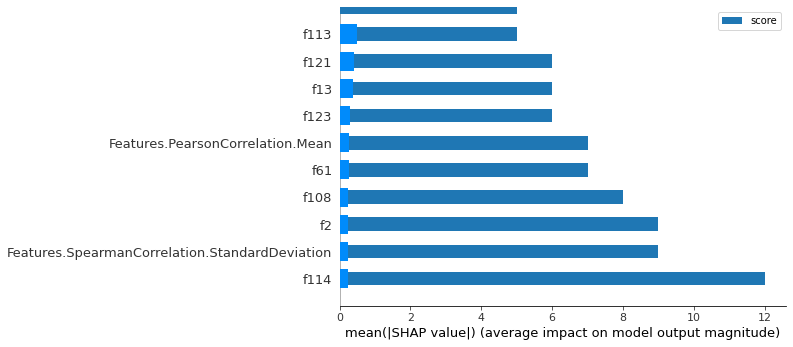 score
f113
f121
f13
f123
Features.PearsonCorrelation.Mean
f61
f108
f2
Features.SpearmanCorrelation.StandardDeviation
f114
0 2 4 6 8 10 12
mean(|SHAP value|) (average impact on model output magnitude)